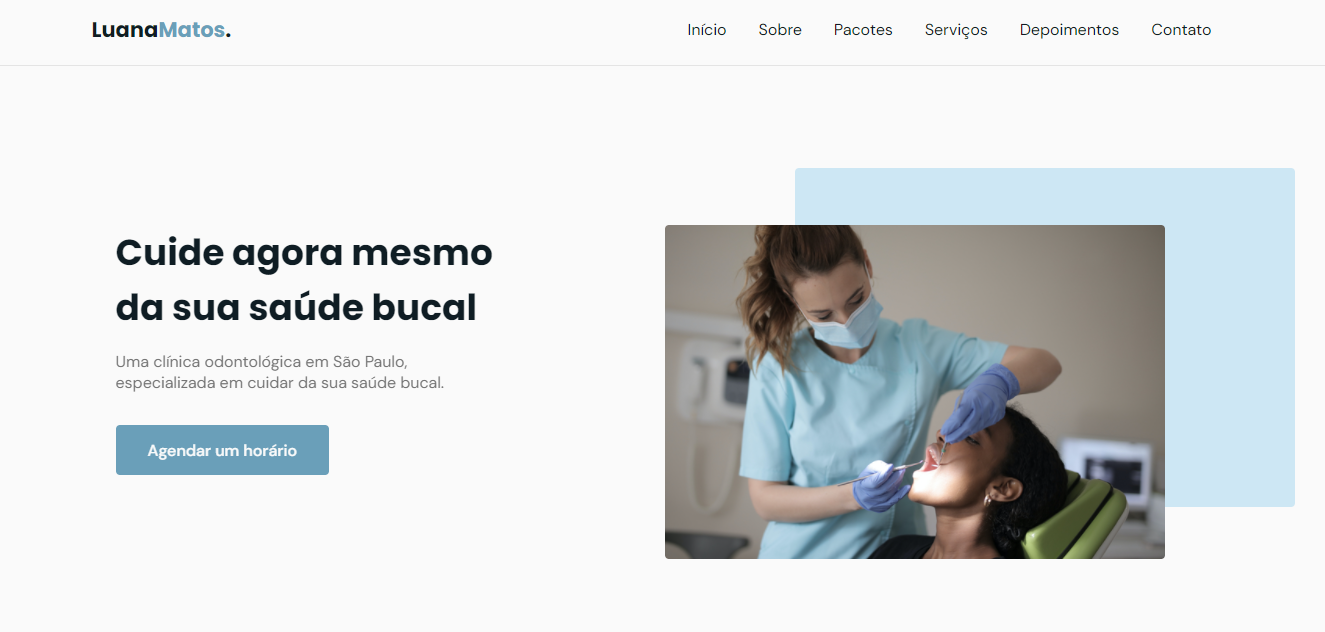 LuanaMatos.
Início Sobre Pacotes Serviços Depoimentos Contato
Cuide agora mesmo
da sua saúde bucal
Uma clínica odontológica em São Paulo,
especializada em cuidar da sua saúde bucal.
Agendar um horário